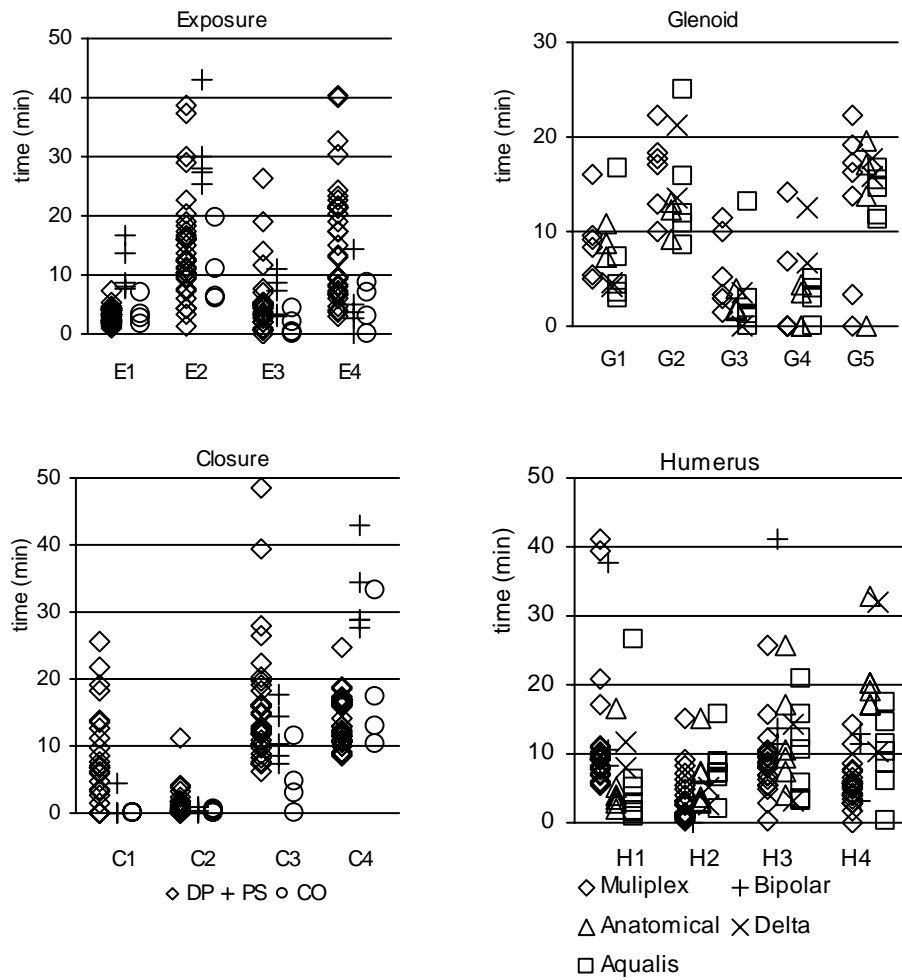 Exposure
time (min)
50
40
30
20
10
0
E1 E2 E3 E4
Glenoid
time (min)
30
20
10
0
G1 G2 G3 G4 G5
Closure
time (min)
50
40
30
20
10
0
C1 C2 C3 C4
DP PS CO
Humerus
time (min)
50
40
30
20
10
0
H1 H2 H3 H4
Muliplex Bipolar
Anatomical Delta
Aqualis